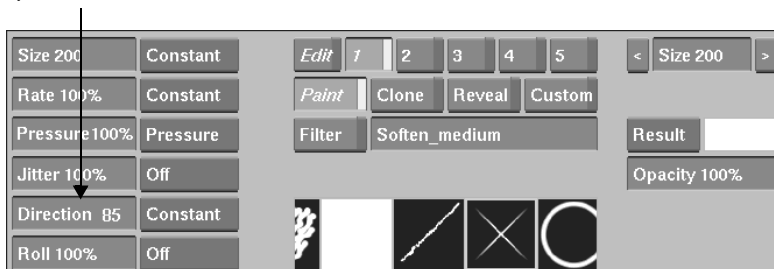 Size 200 Constant Edit 1 2 3 4 5 < Size 200 >
Rate 100% Constant Paint Clone Reveal Custom
Pressure100% Pressure Filter Soften_medium Result
Jitter 100% Off Opacity 100%
Direction 85 Constant
Roll 100% Off